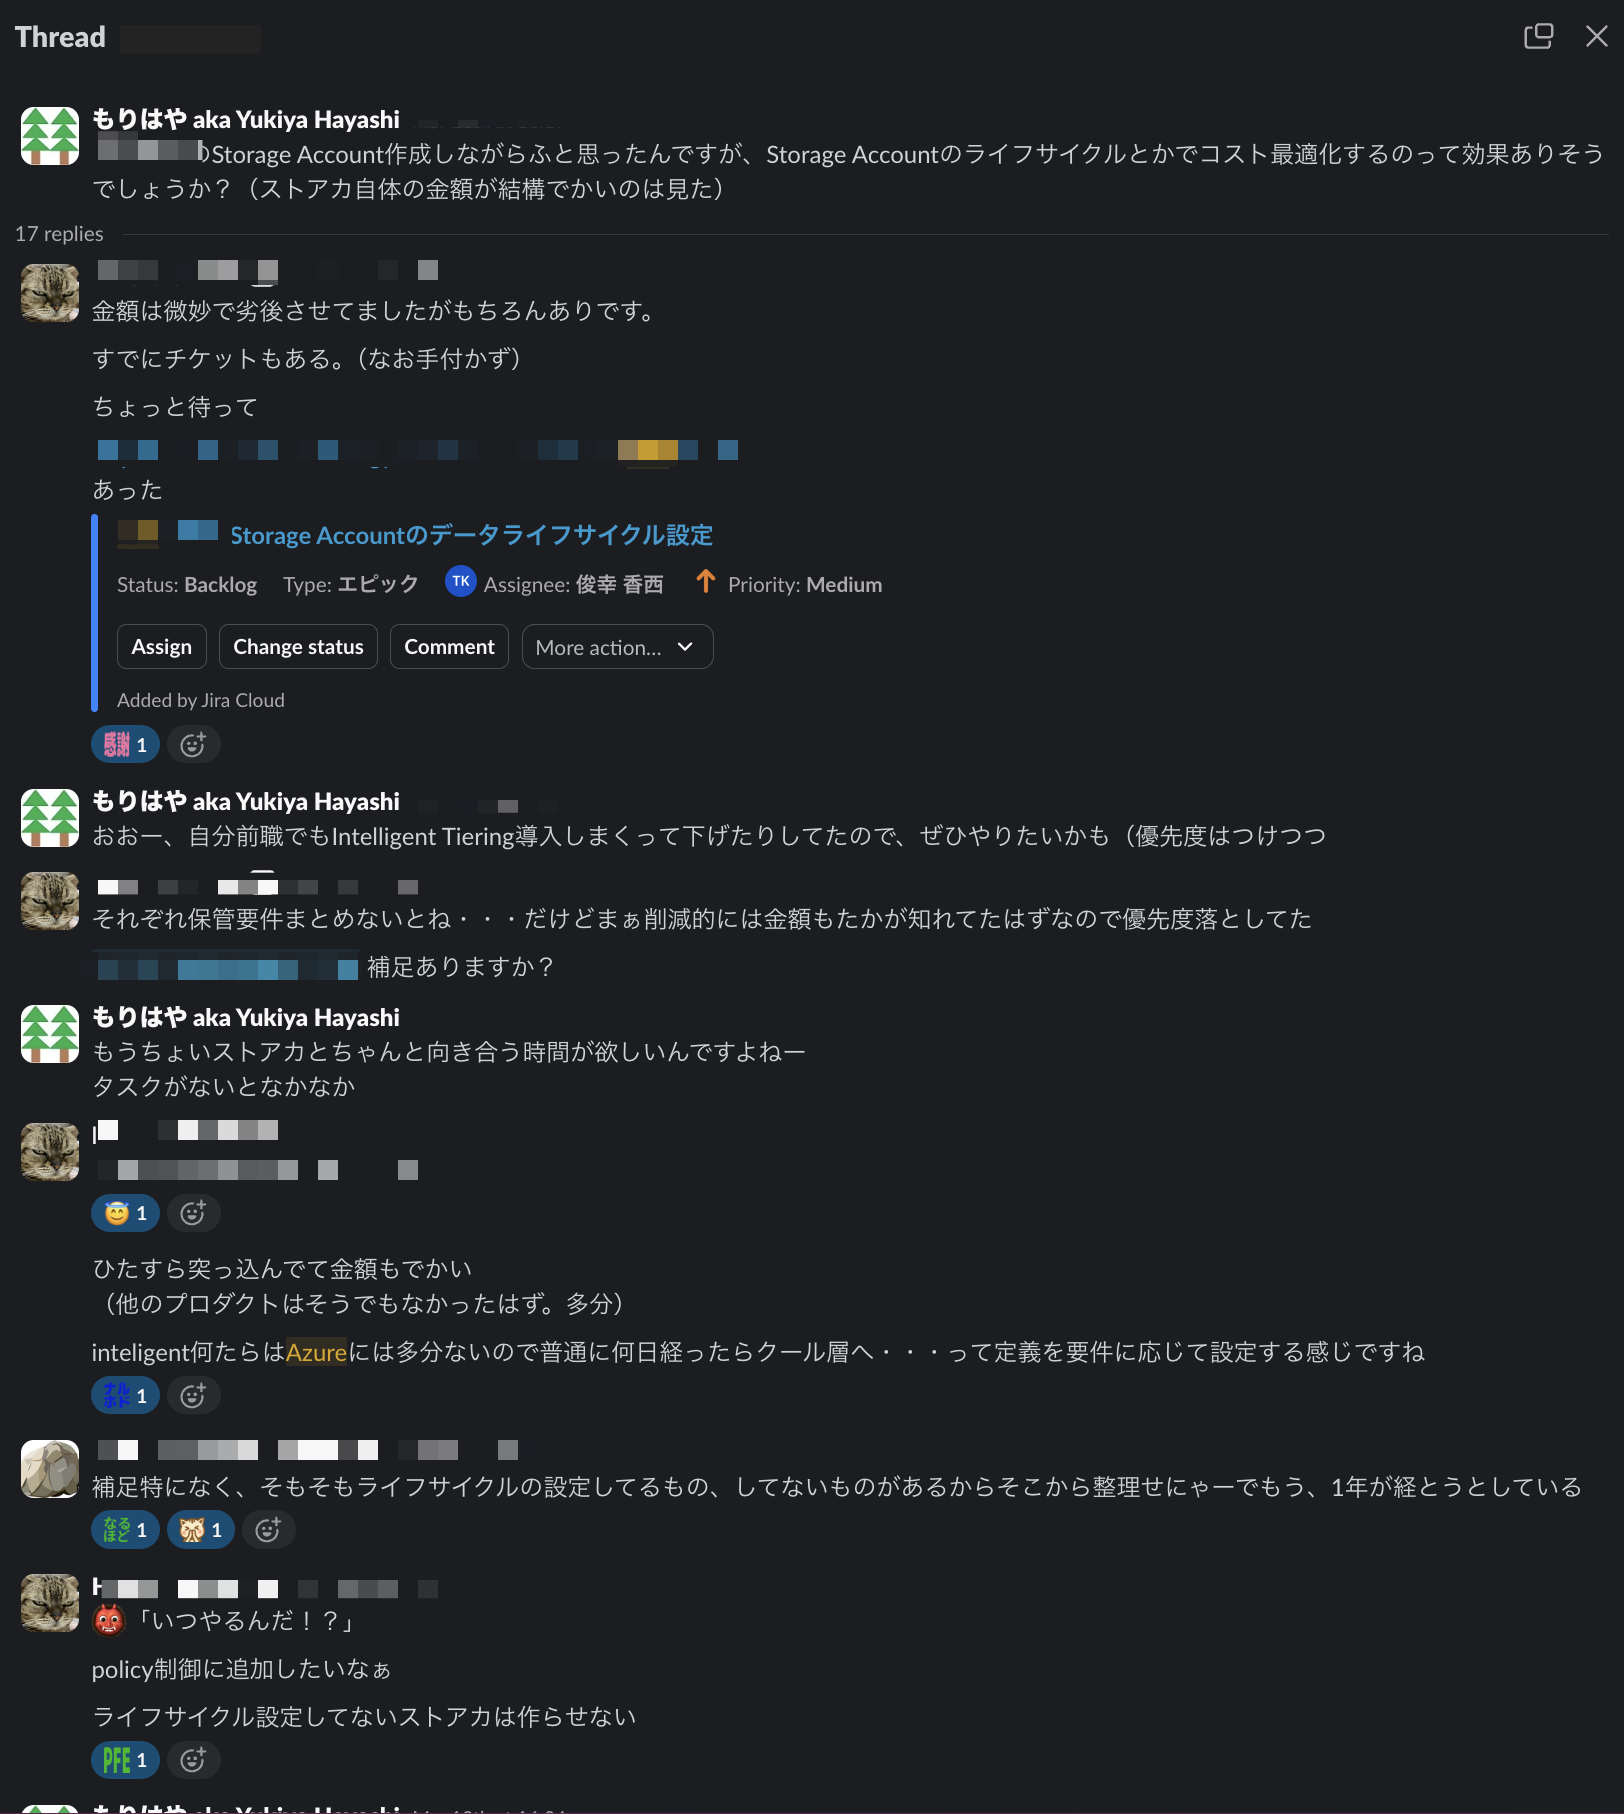 Thread
もりはや aka Yukiya Hayashi
Storage Account作成しながらふと思ったんですが、Storage Accountのライフサイクルとかでコスト最適化するのって効果ありそう
でしょうか？（ストアカ自体の金額が結構でかいのは見た）
17 replies
金額は微妙で劣後させてましたがもちろんありです。
すでにチケットもある。（なお手付かず）
ちょっと待って
あった
Storage Accountのデータライフサイクル設定
Status: Backlog Type: エピック TK Assignee: 俊幸 香西 Priority: Medium
Assign Change status Comment More action...
Added by Jira Cloud
感謝 1
もりはや aka Yukiya Hayashi
おおー、自分前職でもIntelligent Tiering導入しまくって下げたりしてたので、ぜひやりたいかも（優先度はつけつつ
それぞれ保管要件まとめないとね・・・だけどまぁ削減的には金額もたかが知れてたはずなので優先度落としてた
補足ありますか？
もりはや aka Yukiya Hayashi
もうちょいストアカとちゃんと向き合う時間が欲しいんですよねー
タスクがないとなかなか
1
ひたすら突っ込んでて金額もでかい
（他のプロダクトはそうでもなかったはず。多分）
inteligent何たらはAzureには多分ないので普通に何日経ったらクール層へ・・・って定義を要件に応じて設定する感じですね
ナルホド 1
補足特になく、そもそもライフサイクルの設定してるもの、してないものがあるからそこから整理せにゃーでもう、1年が経とうとしている
なるほど 1 1
「いつやるんだ！？」
policy制御に追加したいなぁ
ライフサイクル設定してないストアカは作らせない
PFE 1
もりはや aka Yukiya Hayashi